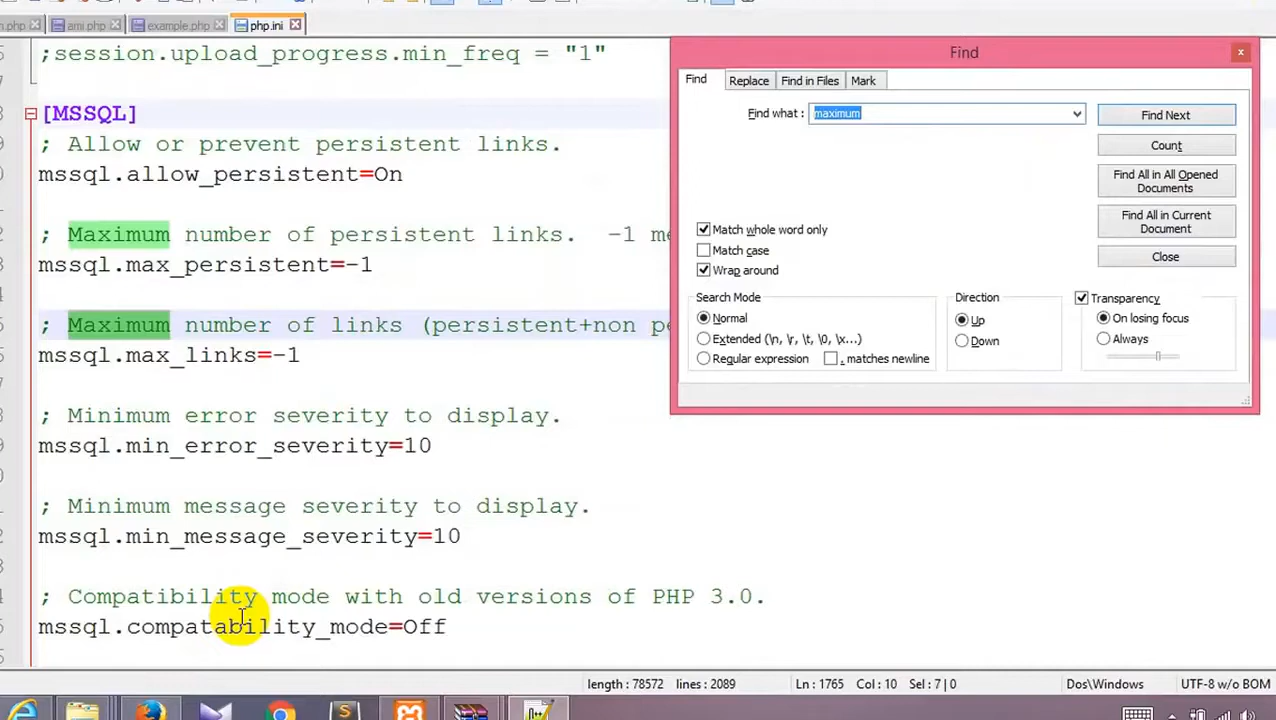 .php
ami.php
example.php
php.ini
;session.upload_progress.min_freq = "1"
[MSSQL]
; Allow or prevent persistent links.
mssql.allow_persistent=On
; Maximum number of persistent links.  -1 me
mssql.max_persistent=-1
; Maximum number of links (persistent+non pe
mssql.max_links=-1
; Minimum error severity to display.
mssql.min_error_severity=10
; Minimum message severity to display.
mssql.min_message_severity=10
; Compatibility mode with old versions of PHP 3.0.
mssql.compatability_mode=Off
Find
Find
Replace
Find in Files
Mark
Find what :
maximum
Find Next
Count
Find All in All Opened
Documents
Find All in Current
Document
Close
Match whole word only
Match case
Wrap around
Search Mode
Normal
Extended (\n, \r, \t, \0, \x...)
Regular expression
. matches newline
Direction
Up
Down
Transparency
On losing focus
Always
length : 78572
lines : 2089
Ln : 1765
Col : 10
Sel : 7 | 0
Dos\Windows
UTF-8 w/o BOM